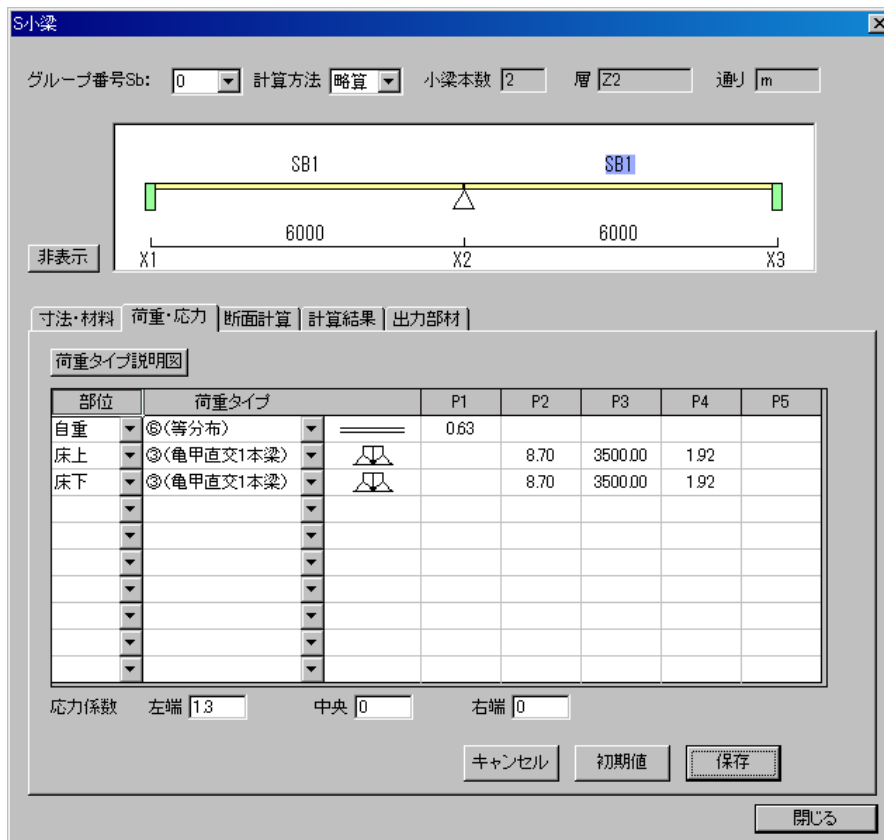 S小梁
グループ番号Sb: 0 計算方法 略算 小梁本数 2 層 Z2 通り m
SB1 SB1
6000 6000
非表示 X1 X2 X3
寸法・材料 荷重・応力 断面計算 計算結果 出力部材
荷重タイプ説明図
部位 荷重タイプ P1 P2 P3 P4 P5
自重 ⑥(等分布) 0.63
床上 ③(亀甲直交1本梁) 8.70 3500.00 1.92
床下 ③(亀甲直交1本梁) 8.70 3500.00 1.92
応力係数 左端 1.3 中央 0 右端 0
キャンセル 初期値 保存
閉じる